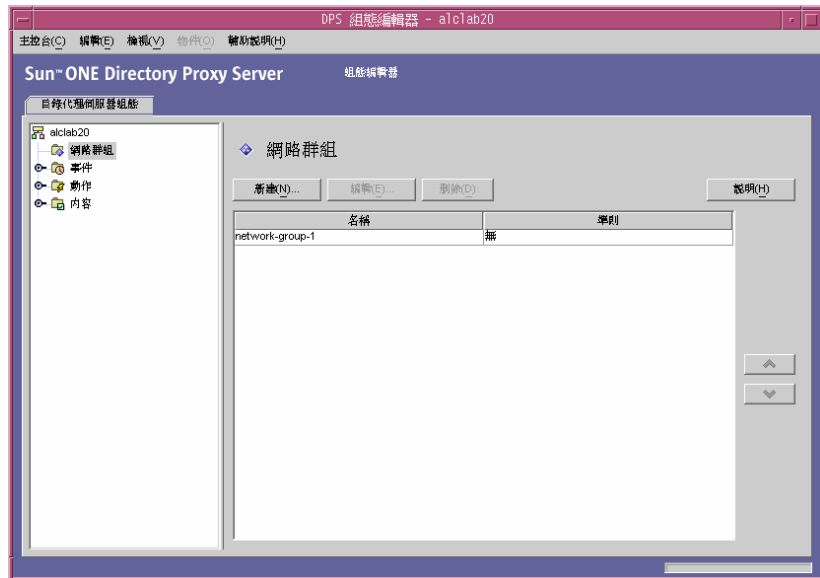 DPS 組態編輯器 - alclab20
主控台(C) 編輯(E) 檢視(V) 物件(O) 輔助說明(H)
Sun™ ONE Directory Proxy Server 組態編輯器
目錄代理伺服器組態
alclab20
網路群組
事件
動作
內容
網路群組
新建(N)... 編輯(E)... 刪除(D) 說明(H)
名稱 準則
network-group-1 無